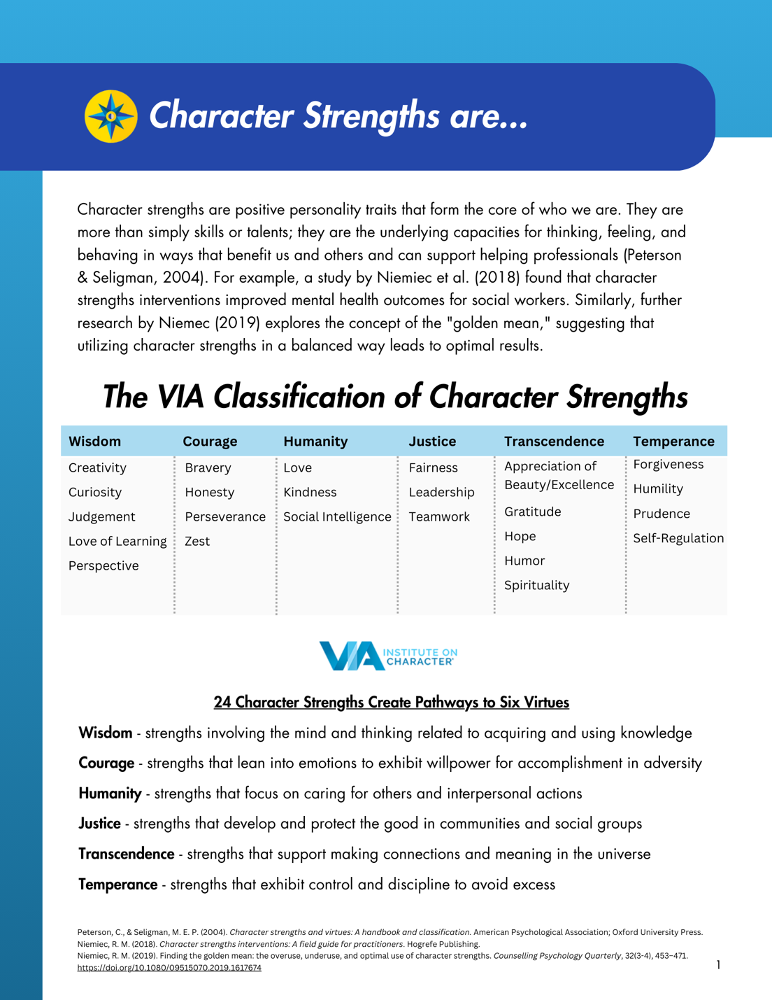 Character Strengths are...
Character strengths are positive personality traits that form the core of who we are. They are
more than simply skills or talents; they are the underlying capacities for thinking, feeling, and
behaving in ways that benefit us and others and can support helping professionals (Peterson
& Seligman, 2004). For example, a study by Niemiec et al. (2018) found that character
strengths interventions improved mental health outcomes for social workers. Similarly, further
research by Niemec (2019) explores the concept of the "golden mean," suggesting that
utilizing character strengths in a balanced way leads to optimal results.
The VIA Classification of Character Strengths
Wisdom
Creativity
Curiosity
Judgement
Love of Learning
Perspective
Courage
Bravery
Honesty
Perseverance
Zest
Humanity
Love
Kindness
Social Intelligence
Justice
Fairness
Leadership
Teamwork
Transcendence
Appreciation of
Beauty/Excellence
Gratitude
Hope
Humor
Spirituality
Temperance
Forgiveness
Humility
Prudence
Self-Regulation
VIA INSTITUTE ON
CHARACTER®
24 Character Strengths Create Pathways to Six Virtues
Wisdom - strengths involving the mind and thinking related to acquiring and using knowledge
Courage - strengths that lean into emotions to exhibit willpower for accomplishment in adversity
Humanity - strengths that focus on caring for others and interpersonal actions
Justice - strengths that develop and protect the good in communities and social groups
Transcendence - strengths that support making connections and meaning in the universe
Temperance - strengths that exhibit control and discipline to avoid excess
Peterson, C., & Seligman, M. E. P. (2004). Character strengths and virtues: A handbook and classification. American Psychological Association; Oxford University Press.
Niemiec, R. M. (2018). Character strengths interventions: A field guide for practitioners. Hogrefe Publishing.
Niemiec, R. M. (2019). Finding the golden mean: the overuse, underuse, and optimal use of character strengths. Counselling Psychology Quarterly, 32(3-4), 453–471.
https://doi.org/10.1080/09515070.2019.1617674
1